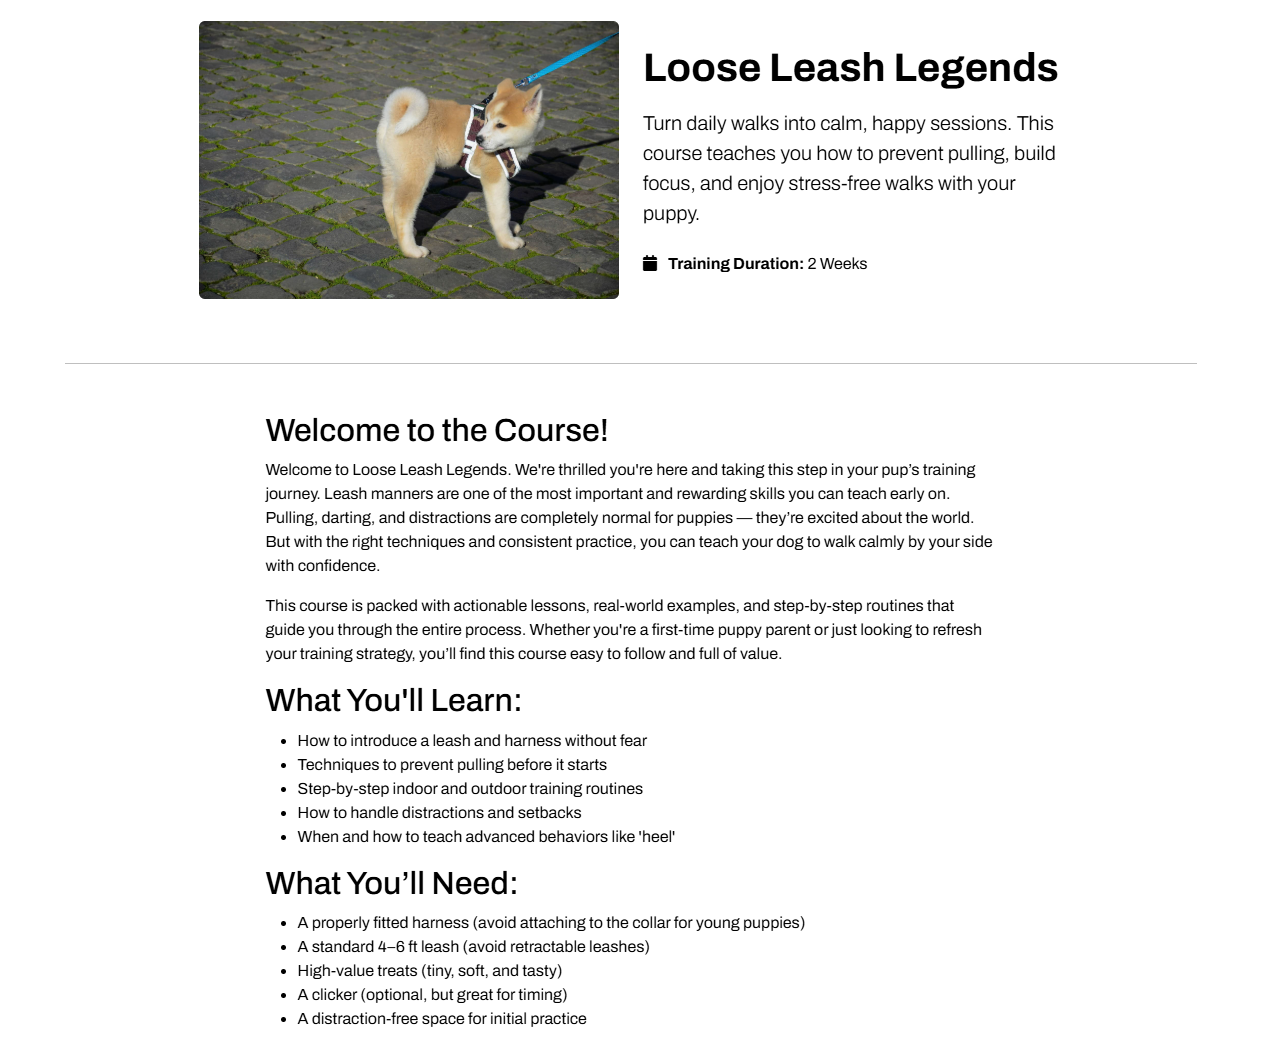 Loose Leash Legends
Turn daily walks into calm, happy sessions. This
course teaches you how to prevent pulling, build
focus, and enjoy stress-free walks with your
puppy.
Training Duration: 2 Weeks
Welcome to the Course!
Welcome to Loose Leash Legends. We're thrilled you're here and taking this step in your pup’s training
journey. Leash manners are one of the most important and rewarding skills you can teach early on.
Pulling, darting, and distractions are completely normal for puppies — they’re excited about the world.
But with the right techniques and consistent practice, you can teach your dog to walk calmly by your side
with confidence.
This course is packed with actionable lessons, real-world examples, and step-by-step routines that
guide you through the entire process. Whether you're a first-time puppy parent or just looking to refresh
your training strategy, you’ll find this course easy to follow and full of value.
What You'll Learn:
• How to introduce a leash and harness without fear
• Techniques to prevent pulling before it starts
• Step-by-step indoor and outdoor training routines
• How to handle distractions and setbacks
• When and how to teach advanced behaviors like 'heel'
What You’ll Need:
• A properly fitted harness (avoid attaching to the collar for young puppies)
• A standard 4–6 ft leash (avoid retractable leashes)
• High-value treats (tiny, soft, and tasty)
• A clicker (optional, but great for timing)
• A distraction-free space for initial practice